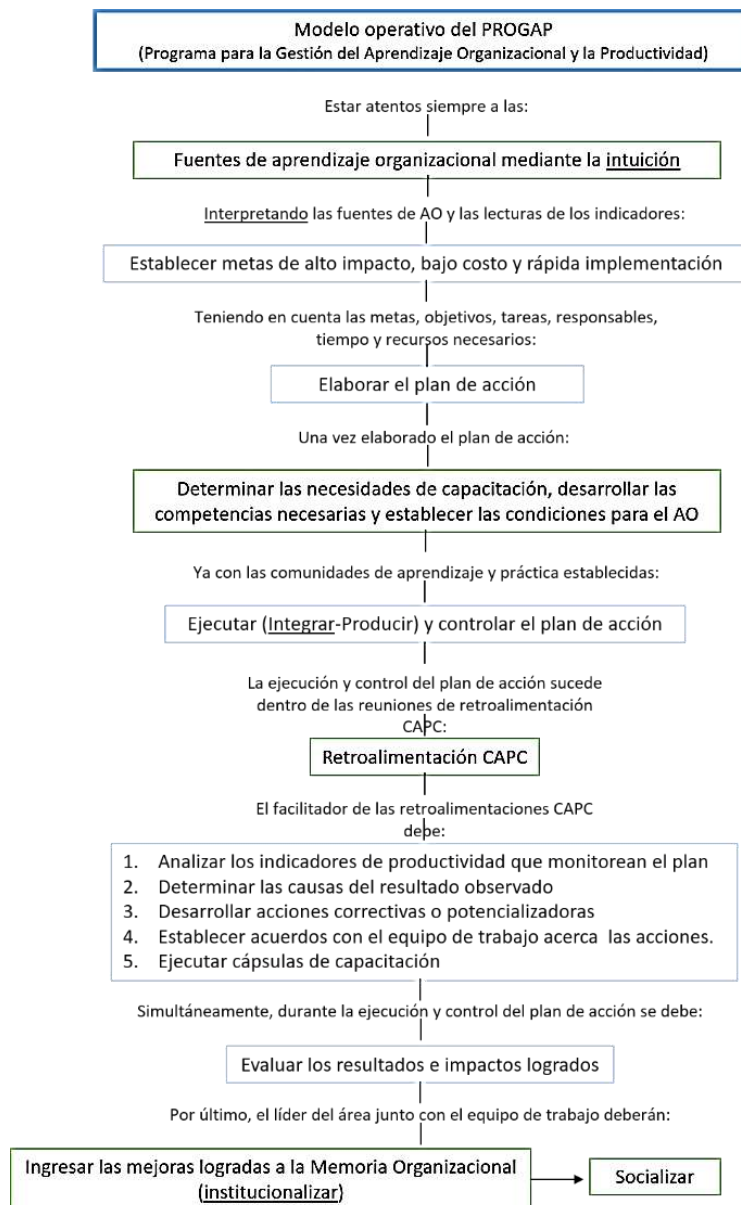 Modelo operativo del PROGAP
(Programa para la Gestión del Aprendizaje Organizacional y la Productividad)
Estar atentos siempre a las:
Fuentes de aprendizaje organizacional mediante la intuición
Interpretando las fuentes de AO y las lecturas de los indicadores:
Establecer metas de alto impacto, bajo costo y rápida implementación
Teniendo en cuenta las metas, objetivos, tareas, responsables,
tiempo y recursos necesarios:
Elaborar el plan de acción
Una vez elaborado el plan de acción:
Determinar las necesidades de capacitación, desarrollar las
competencias necesarias y establecer las condiciones para el AO
Ya con las comunidades de aprendizaje y práctica establecidas:
Ejecutar (Integrar-Producir) y controlar el plan de acción
La ejecución y control del plan de acción sucede
dentro de las reuniones de retroalimentación
CAPC:
Retroalimentación CAPC
El facilitador de las retroalimentaciones CAPC
debe:
1. Analizar los indicadores de productividad que monitorean el plan
2. Determinar las causas del resultado observado
3. Desarrollar acciones correctivas o potencializadoras
4. Establecer acuerdos con el equipo de trabajo acerca las acciones.
5. Ejecutar cápsulas de capacitación
Simultáneamente, durante la ejecución y control del plan de acción se debe:
Evaluar los resultados e impactos logrados
Por último, el líder del área junto con el equipo de trabajo deberán:
Ingresar las mejoras logradas a la Memoria Organizacional
(institucionalizar)
Socializar